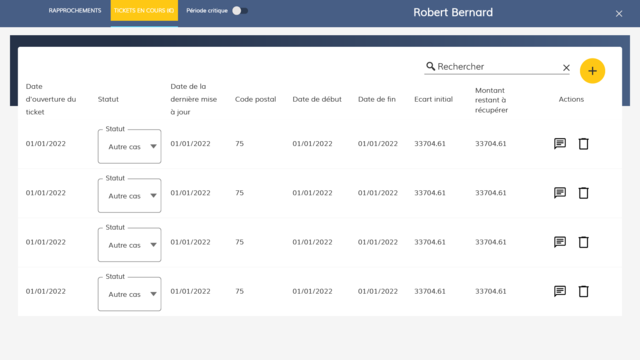 RAPPROCHEMENTS
TICKETS EN COURS IIG
Période critique
Robert Bernard
Rechercher
Date d'ouverture du ticket
Statut
Date de la dernière mise à jour
Code postal
Date de début
Date de fin
Ecart initial
Montant restant à récupérer
Actions
Statut
01/01/2022 Autre cas 01/01/2022 75 01/01/2022 01/01/2022 33704.61 33704.61
Statut
01/01/2022 Autre cas 01/01/2022 75 01/01/2022 01/01/2022 33704.61 33704.61
Statut
01/01/2022 Autre cas 01/01/2022 75 01/01/2022 01/01/2022 33704.61 33704.61
Statut
01/01/2022 Autre cas 01/01/2022 75 01/01/2022 01/01/2022 33704.61 33704.61